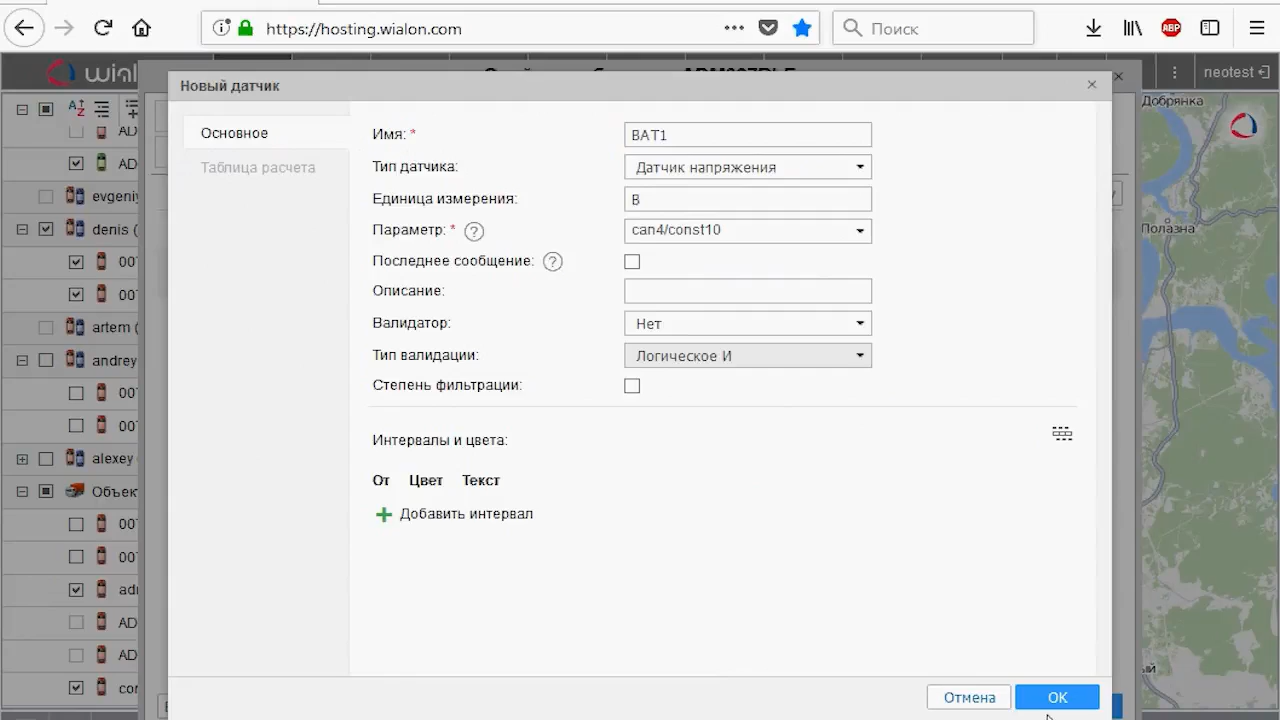 https://hosting.wialon.com
Поиск
ABP
neotest
Новый датчик
Добрянка
Полазна
evgeniy
denis (
artem (
andrey
alexey
Объек
Основное
Таблица расчета
Имя: *
BAT1
Тип датчика:
Датчик напряжения
Единица измерения:
В
Параметр: *
can4/const10
Последнее сообщение:
Описание:
Валидатор:
Нет
Тип валидации:
Логическое И
Степень фильтрации:
Интервалы и цвета:
От Цвет Текст
Добавить интервал
Отмена
OK